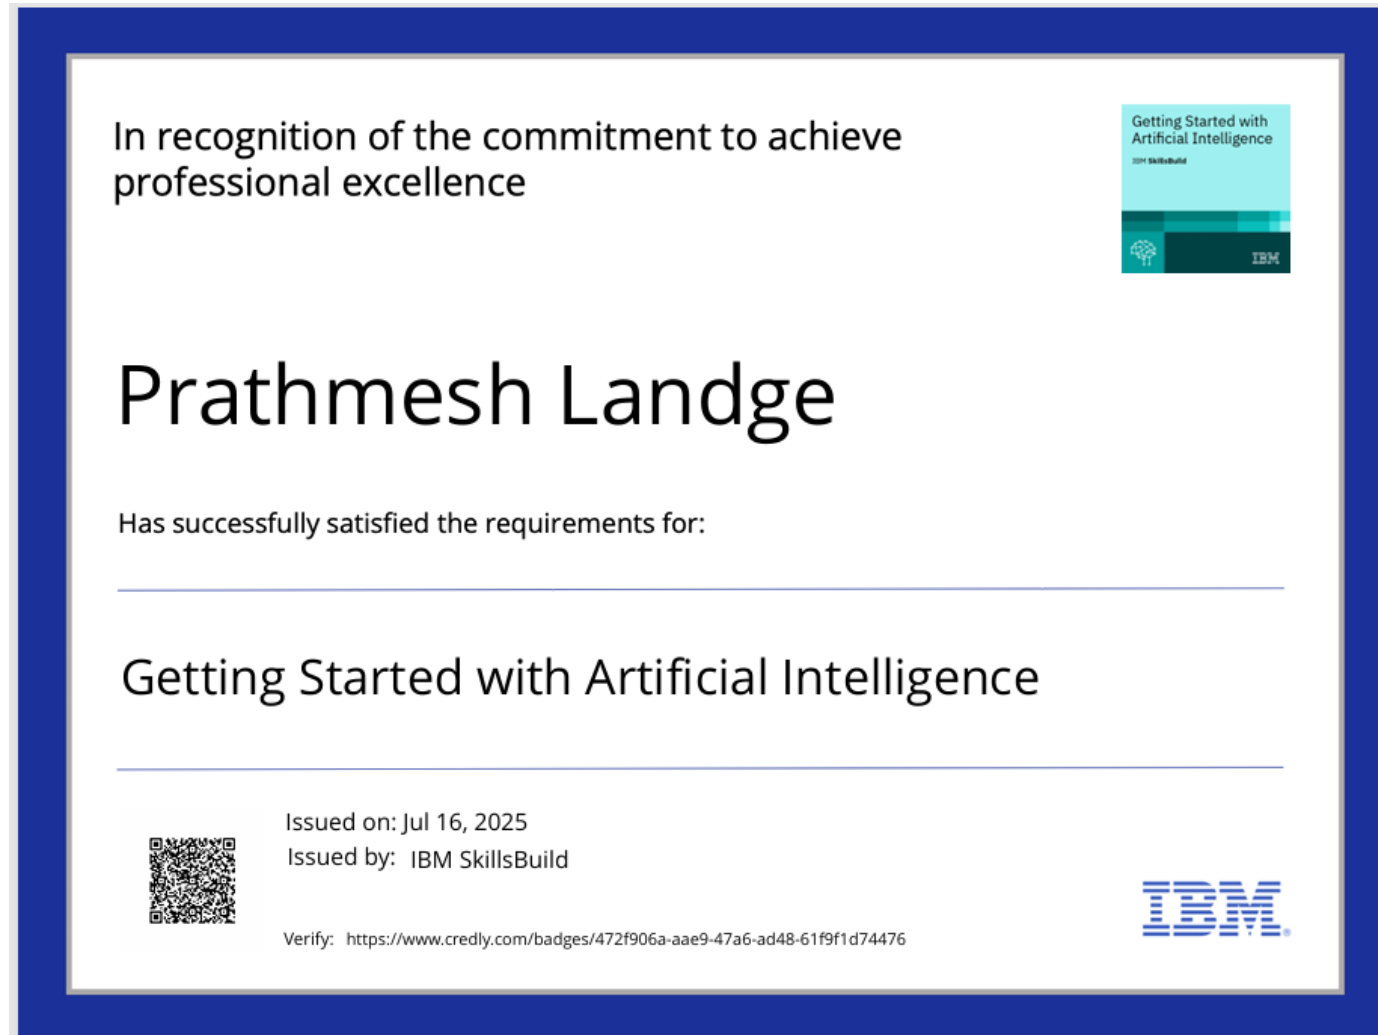 In recognition of the commitment to achieve
professional excellence
Getting Started with
Artificial Intelligence
IBM SkillsBuild
IBM
Prathmesh Landge
Has successfully satisfied the requirements for:
Getting Started with Artificial Intelligence
Issued on: Jul 16, 2025
Issued by: IBM SkillsBuild
Verify: https://www.credly.com/badges/472f906a-aae9-47a6-ad48-61f9f1d74476
IBM®